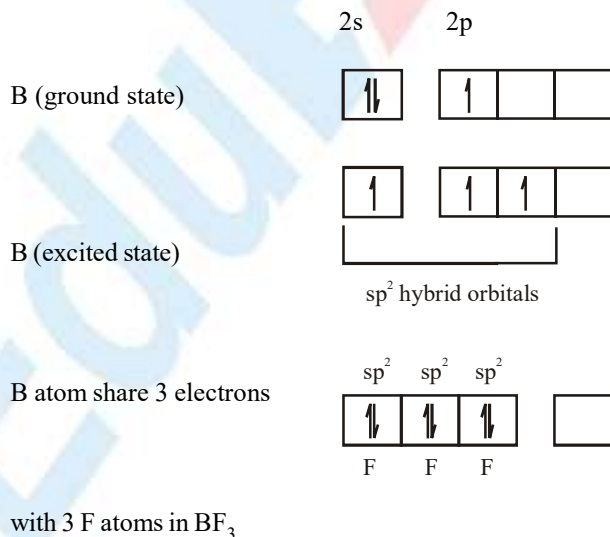 2s 2p
B (ground state)
B (excited state)
sp² hybrid orbitals
sp² sp² sp²
B atom share 3 electrons
F F F
with 3 F atoms in BF₃